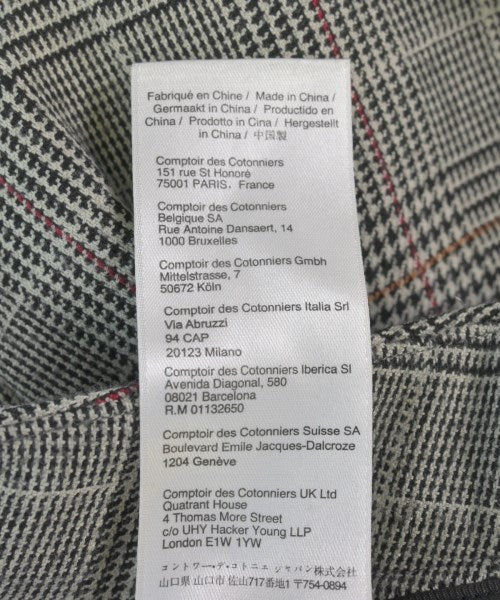 Fabriqué en Chine / Made in China /
Germaakt in China / Productido en
China / Prodotto in Cina / Hergestellt
in China / 中国製
Comptoir des Cotonniers
151 rue St Honoré
75001 PARIS. France
Comptoir des Cotonniers
Belgique SA
Rue Antoine Dansaert, 14
1000 Bruxelles
Comptoir des Cotonniers Gmbh
Mittelstrasse, 7
50672 Köln
Comptoir des Cotonniers Italia Srl
Via Abruzzi
94 CAP
20123 Milano
Comptoir des Cotonniers Iberica Sl
Avenida Diagonal, 580
08021 Barcelona
R.M 01132650
Comptoir des Cotonniers Suisse SA
Boulevard Emile Jacques-Dalcroze
1204 Genève
Comptoir des Cotonniers UK Ltd
Quatrant House
4 Thomas More Street
c/o UHY Hacker Young LLP
London E1W 1YW
コントワー・デ・コトニエ ジャパン株式会社
山口県 山口市 佐山717番地1 〒754-0894